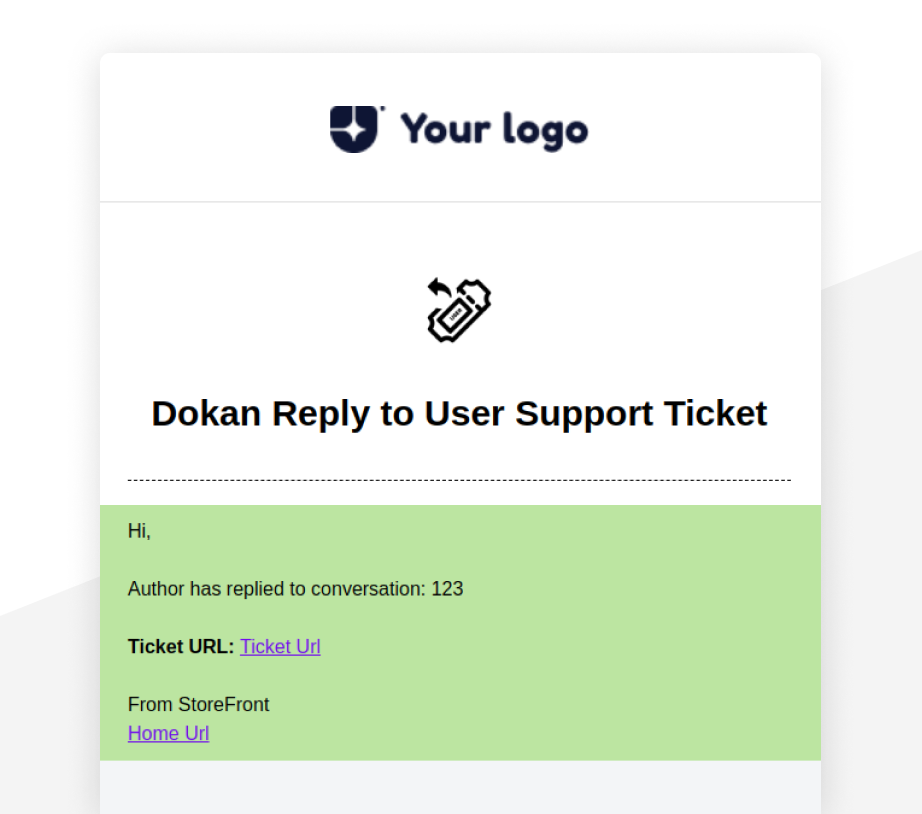 Your logo
USER
Dokan Reply to User Support Ticket
Hi,
Author has replied to conversation: 123
Ticket URL: Ticket Url
From StoreFront
Home Url